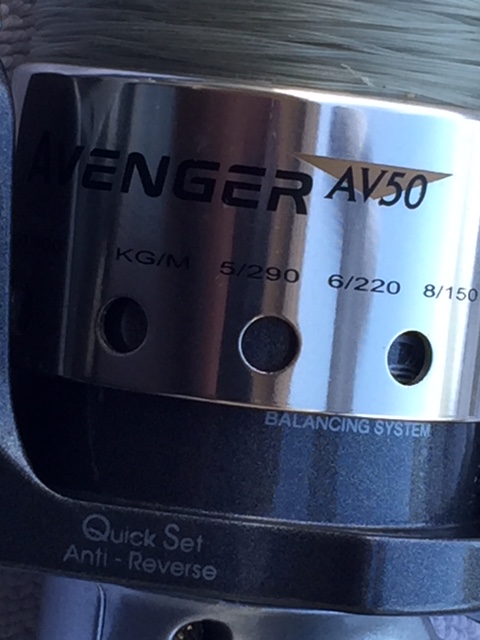 AVENGER AV50
KG/M 5/290 6/220 8/150
BALANCING SYSTEM
Quick Set
Anti - Reverse